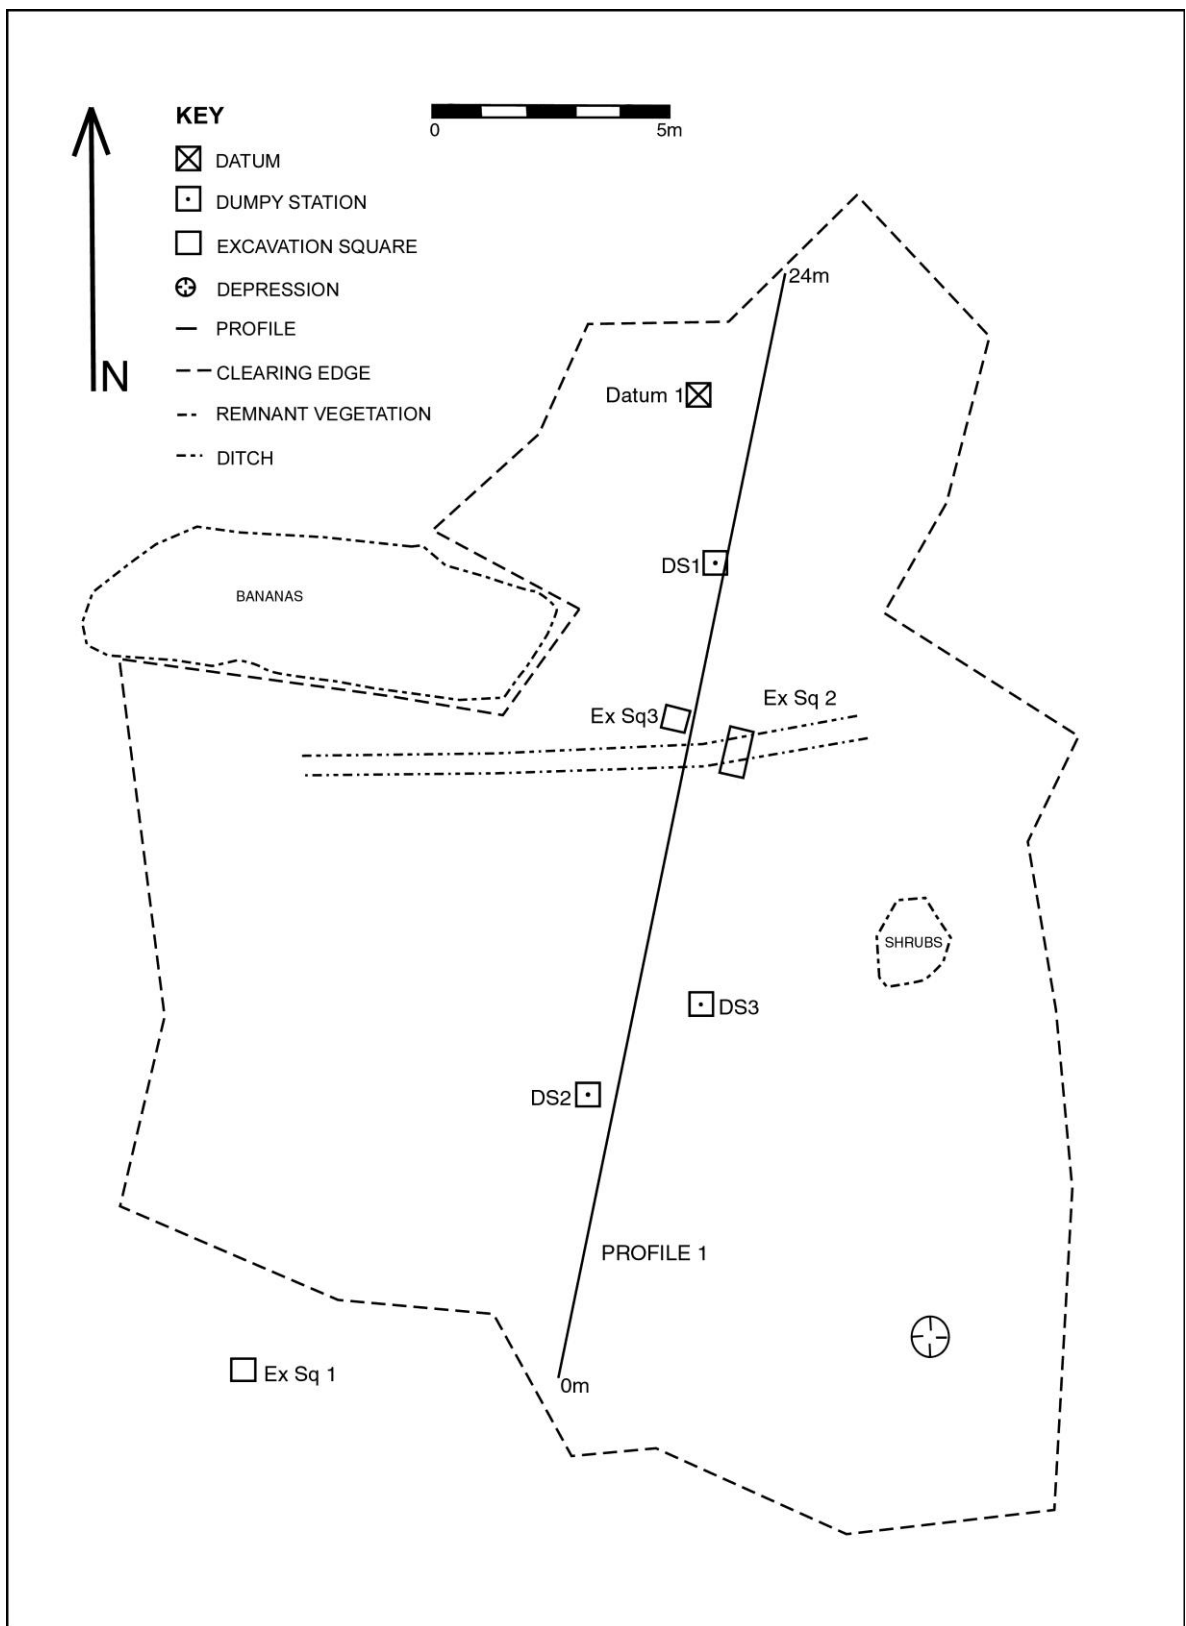 KEY
DATUM
DUMPY STATION
EXCAVATION SQUARE
DEPRESSION
PROFILE
CLEARING EDGE
REMNANT VEGETATION
DITCH
N
0 5m
24m
Datum 1
DS1
BANANAS
Ex Sq3
Ex Sq 2
SHRUBS
DS3
DS2
PROFILE 1
Ex Sq 1
0m